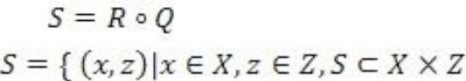 S = R ∘ Q
S = { (x, z)|x ∈ X, z ∈ Z, S ⊂ X × Z